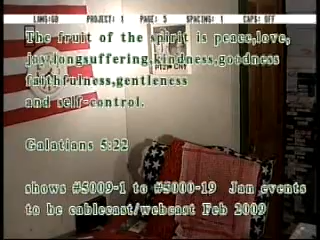 LANG:GB PROJECT: 1 PAGE: 5 SPACING: 1 CAPS: OFF
The fruit of the spirit is peace,love,
joy,longsuffering,kindness,goodness
faithfulness,gentleness
and self-control.
Galatians 5:22
shows #5009-1 to #5000-19 Jan events
to be cablecast/webcast Feb 2009